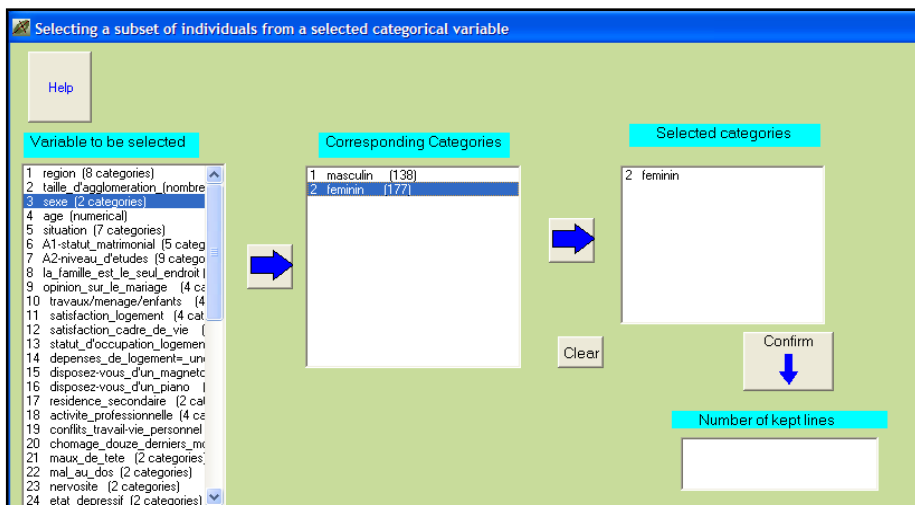 Selecting a subset of individuals from a selected categorical variable
Help
Variable to be selected
1 region (8 categories)
2 taille_d'agglomeration_(nombre
3 sexe (2 categories)
4 age (numerical)
5 situation (7 categories)
6 A1-statut_matrimonial (5 categ
7 A2-niveau_d'etudes (9 catego
8 la_famille_est_le_seul_endroit (
9 opinion_sur_le_mariage (4 ca
10 travaux/menage/enfants (4
11 satisfaction_logement (4 cat
12 satisfaction_cadre_de_vie (
13 statut_d'occupation_logemen
14 depenses_de_logement=_une
15 disposez-vous_d'un_magneto
16 disposez-vous_d'un_piano (
17 residence_secondaire (2 cat
18 activite_professionnelle (4 ca
19 conflits_travail-vie_personnel
20 chomage_douze_derniers_mo
21 maux_de_tete (2 categories)
22 mal_au_dos (2 categories)
23 nervosite (2 categories)
24 etat_depressif (2 categories)
Corresponding Categories
1 masculin (138)
2 feminin (177)
Clear
Selected categories
2 feminin
Confirm
Number of kept lines